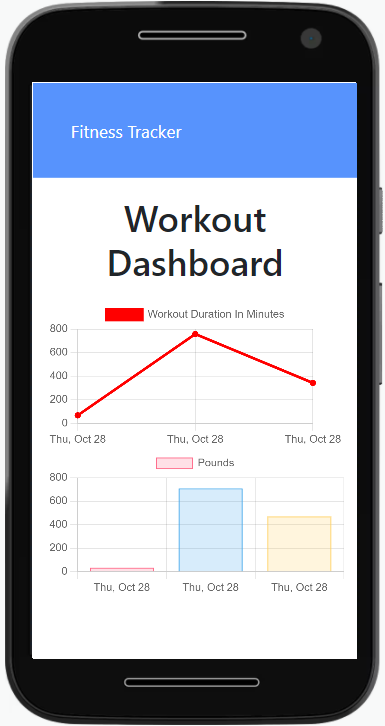 Fitness Tracker
Workout
Dashboard
Workout Duration In Minutes
800
600
400
200
0
Thu, Oct 28 Thu, Oct 28 Thu, Oct 28
Pounds
800
600
400
200
0
Thu, Oct 28 Thu, Oct 28 Thu, Oct 28